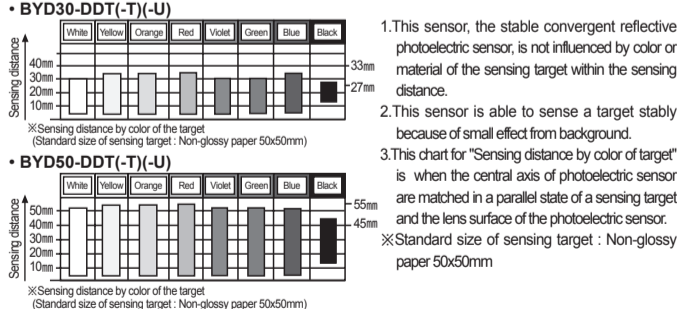 • BYD30-DDT(-T)(-U)
White Yellow Orange Red Violet Green Blue Black
Sensing distance
40mm
30mm
20mm
10mm
33mm
27mm
※Sensing distance by color of the target
(Standard size of sensing target : Non-glossy paper 50x50mm)
• BYD50-DDT(-T)(-U)
White Yellow Orange Red Violet Green Blue Black
Sensing distance
50mm
40mm
30mm
20mm
10mm
55mm
45mm
※Sensing distance by color of the target
(Standard size of sensing target : Non-glossy paper 50x50mm)
1.This sensor, the stable convergent reflective
photoelectric sensor, is not influenced by color or
material of the sensing target within the sensing
distance.
2.This sensor is able to sense a target stably
because of small effect from background.
3.This chart for "Sensing distance by color of target"
is when the central axis of photoelectric sensor
are matched in a parallel state of a sensing target
and the lens surface of the photoelectric sensor.
※Standard size of sensing target : Non-glossy
paper 50x50mm